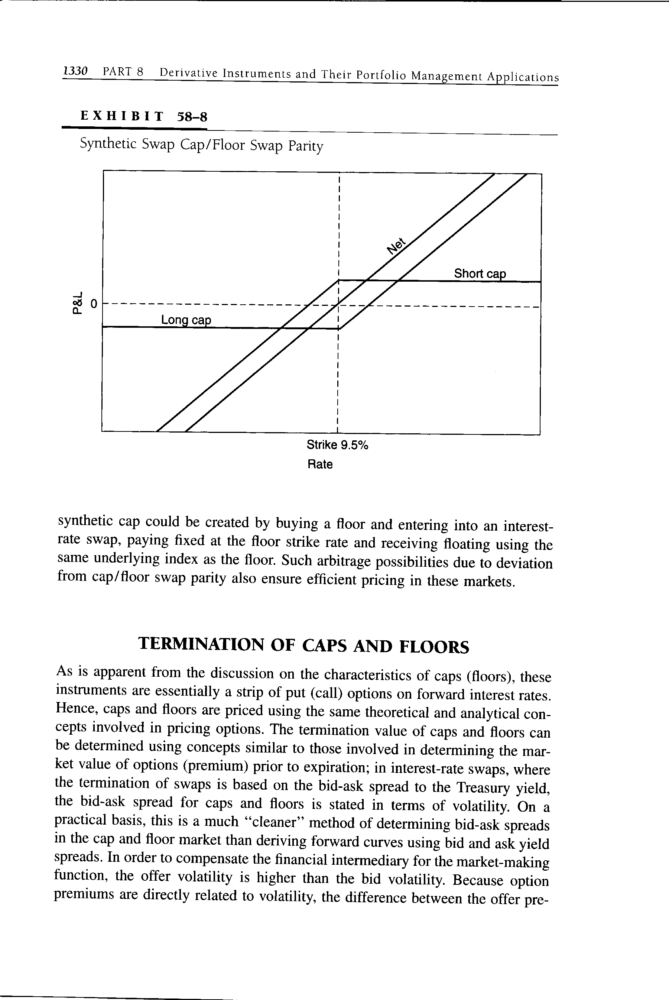 1330 PART 8 Derivative Instruments and Their Portfolio Management Applications
EXHIBIT 58–8
Synthetic Swap Cap/Floor Swap Parity
Net
Short cap
P&L
0
Long cap
Strike 9.5%
Rate
synthetic cap could be created by buying a floor and entering into an interest-
rate swap, paying fixed at the floor strike rate and receiving floating using the
same underlying index as the floor. Such arbitrage possibilities due to deviation
from cap/floor swap parity also ensure efficient pricing in these markets.
TERMINATION OF CAPS AND FLOORS
As is apparent from the discussion on the characteristics of caps (floors), these
instruments are essentially a strip of put (call) options on forward interest rates.
Hence, caps and floors are priced using the same theoretical and analytical con-
cepts involved in pricing options. The termination value of caps and floors can
be determined using concepts similar to those involved in determining the mar-
ket value of options (premium) prior to expiration; in interest-rate swaps, where
the termination of swaps is based on the bid-ask spread to the Treasury yield,
the bid-ask spread for caps and floors is stated in terms of volatility. On a
practical basis, this is a much “cleaner” method of determining bid-ask spreads
in the cap and floor market than deriving forward curves using bid and ask yield
spreads. In order to compensate the financial intermediary for the market-making
function, the offer volatility is higher than the bid volatility. Because option
premiums are directly related to volatility, the difference between the offer pre-